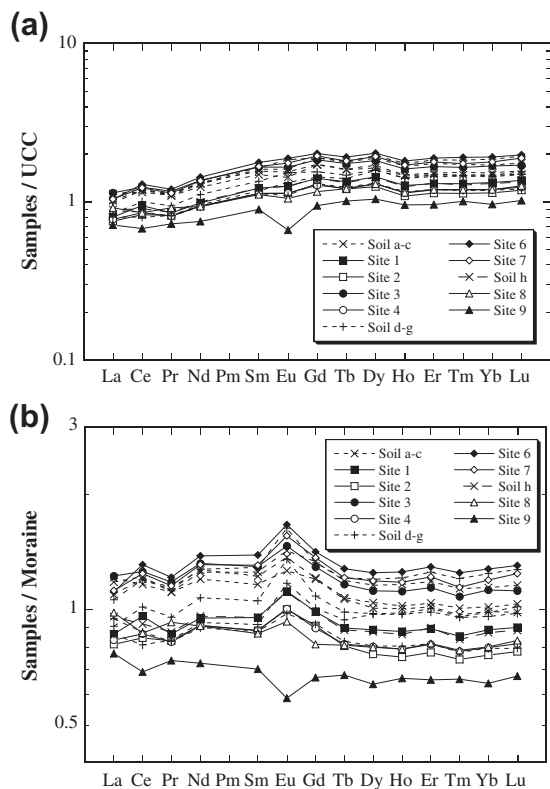 (a)
10
Samples / UCC
1
0.1
Soil a-c
Site 1
Site 2
Site 3
Site 4
Soil d-g
Site 6
Site 7
Soil h
Site 8
Site 9
La Ce Pr Nd Pm Sm Eu Gd Tb Dy Ho Er Tm Yb Lu
(b)
3
Samples / Moraine
1
0.5
Soil a-c
Site 1
Site 2
Site 3
Site 4
Soil d-g
Site 6
Site 7
Soil h
Site 8
Site 9
La Ce Pr Nd Pm Sm Eu Gd Tb Dy Ho Er Tm Yb Lu